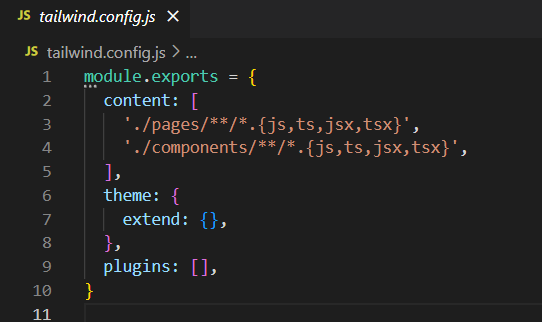 JS tailwind.config.js ×
JS tailwind.config.js > ...
1 module.exports = {
2   content: [
3     './pages/**/*.{js,ts,jsx,tsx}',
4     './components/**/*.{js,ts,jsx,tsx}',
5   ],
6   theme: {
7     extend: {},
8   },
9   plugins: [],
10 }
11